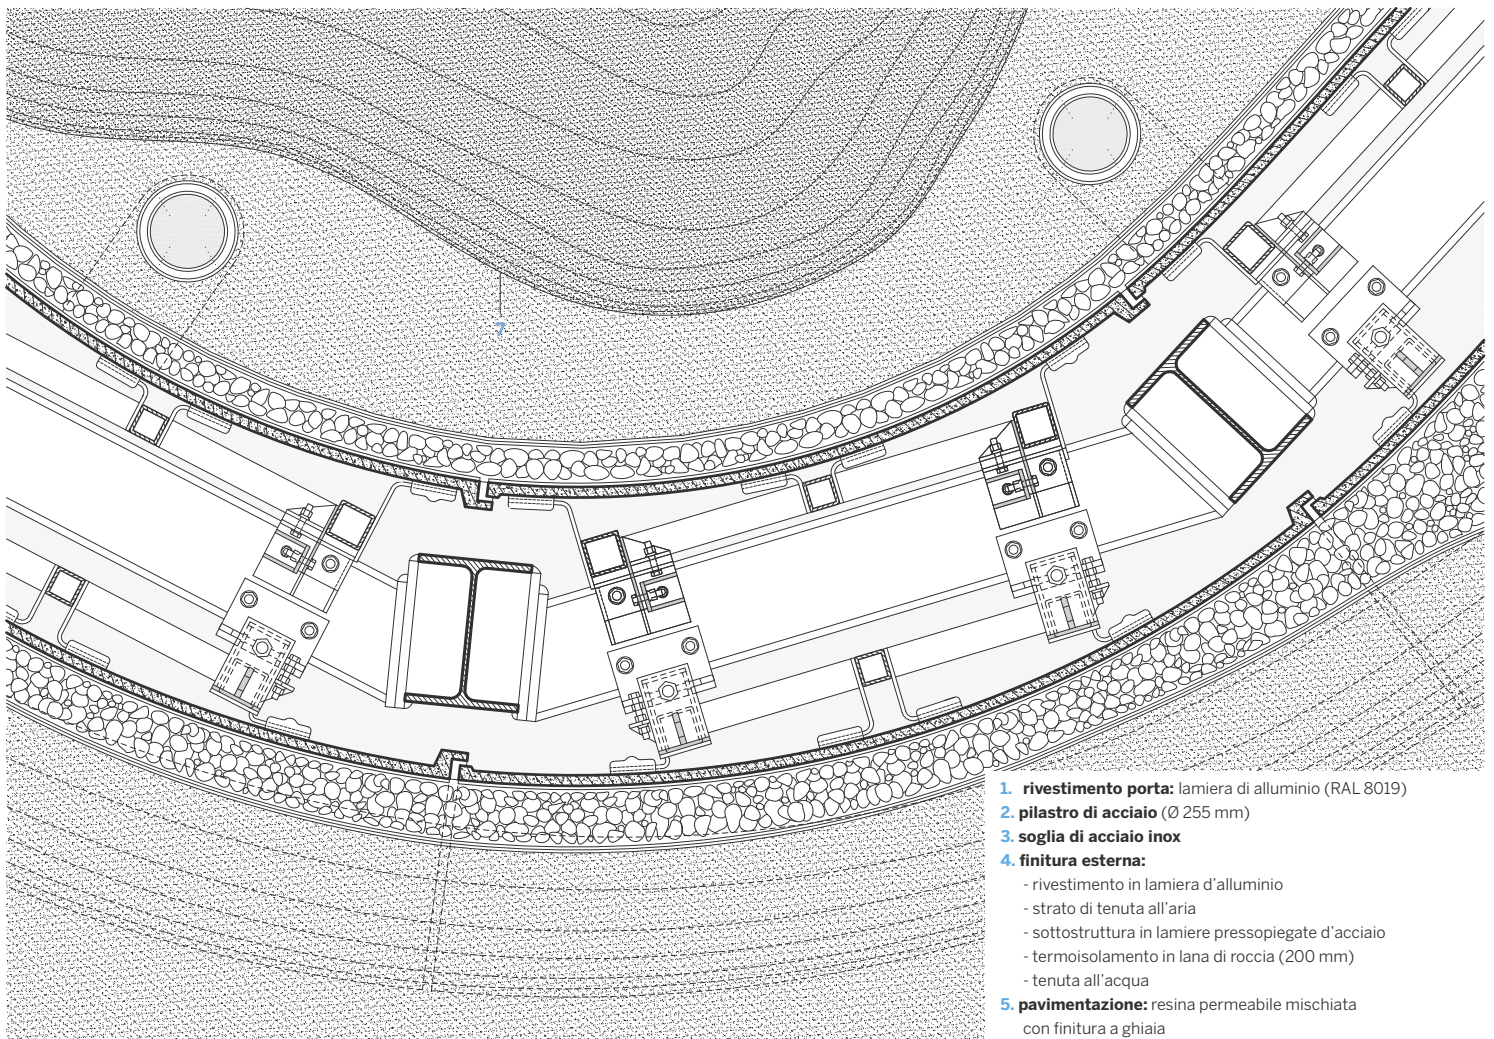 7
1. rivestimento porta: lamiera di alluminio (RAL 8019)
2. pilastro di acciaio (Ø 255 mm)
3. soglia di acciaio inox
4. finitura esterna:
- rivestimento in lamiera d’alluminio
- strato di tenuta all’aria
- sottostruttura in lamiere pressopiegate d’acciaio
- termoisolamento in lana di roccia (200 mm)
- tenuta all’acqua
5. pavimentazione: resina permeabile mischiata
con finitura a ghiaia